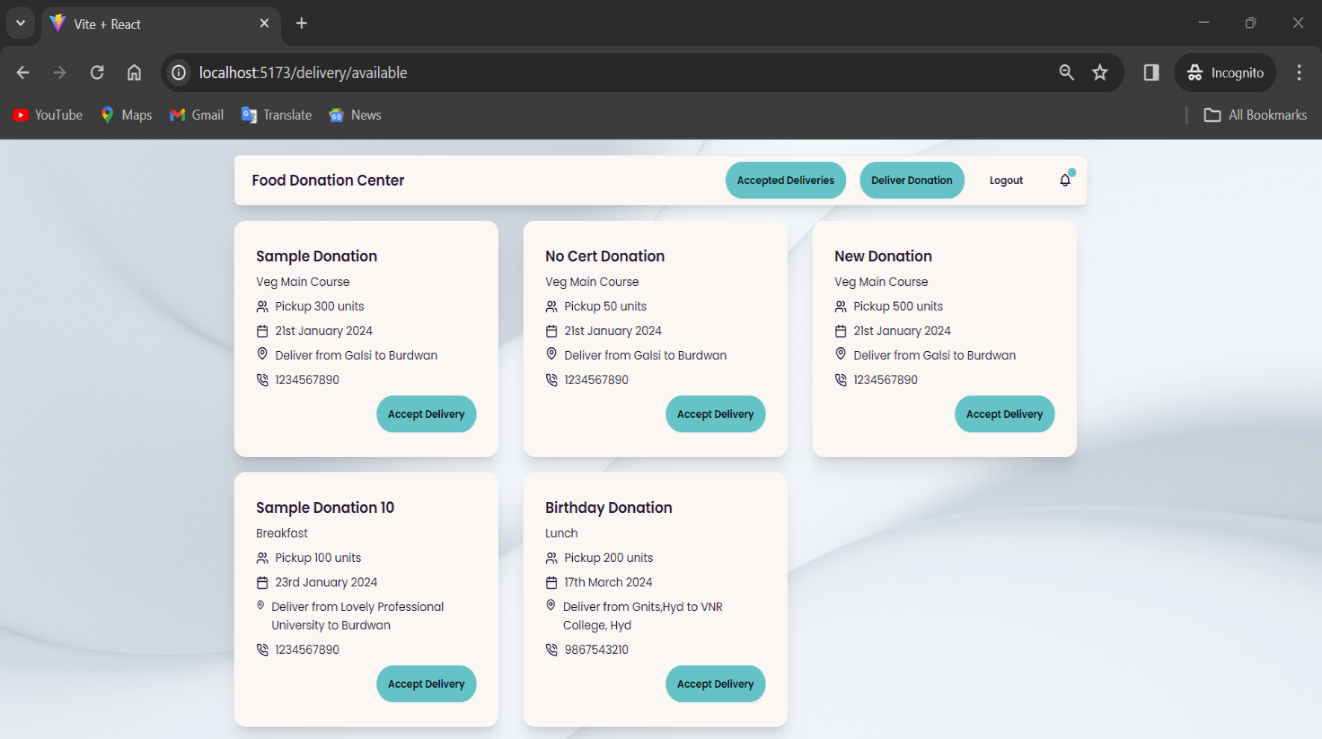 Vite + React
localhost:5173/delivery/available
Incognito
YouTube
Maps
Gmail
Translate
News
All Bookmarks
Food Donation Center
Accepted Deliveries
Deliver Donation
Logout
Sample Donation
Veg Main Course
Pickup 300 units
21st January 2024
Deliver from Galsi to Burdwan
1234567890
Accept Delivery
No Cert Donation
Veg Main Course
Pickup 50 units
21st January 2024
Deliver from Galsi to Burdwan
1234567890
Accept Delivery
New Donation
Veg Main Course
Pickup 500 units
21st January 2024
Deliver from Galsi to Burdwan
1234567890
Accept Delivery
Sample Donation 10
Breakfast
Pickup 100 units
23rd January 2024
Deliver from Lovely Professional
University to Burdwan
1234567890
Accept Delivery
Birthday Donation
Lunch
Pickup 200 units
17th March 2024
Deliver from Gnits,Hyd to VNR
College, Hyd
9867543210
Accept Delivery